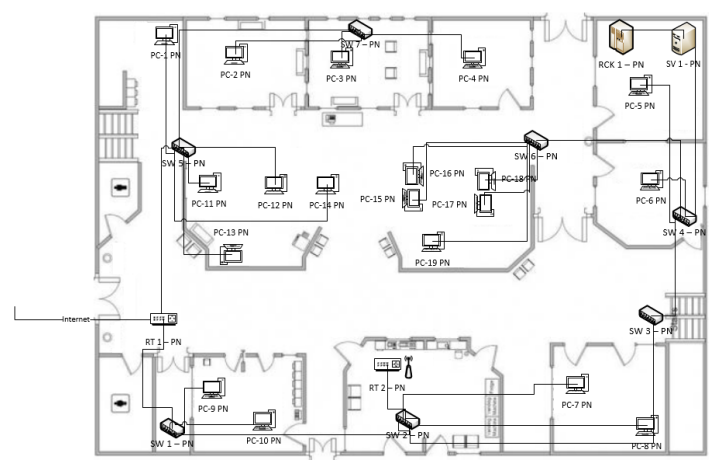 SW 7 – PN
PC-1 PN
RCK 1 – PN
SV 1 - PN
PC-2 PN
PC-3 PN
PC-4 PN
PC-5 PN
SW 5 – PN
SW 6 – PN
PC-16 PN
PC-18 PN
PC-11 PN
PC-12 PN
PC-14 PN
PC-15 PN
PC-17 PN
PC-6 PN
SW 4 – PN
PC-13 PN
PC-19 PN
Internet
SW 3 – PN
RT 1 – PN
RT 2 – PN
PC-9 PN
PC-7 PN
SW 1 – PN
PC-10 PN
SW 2 – PN
PC-8 PN